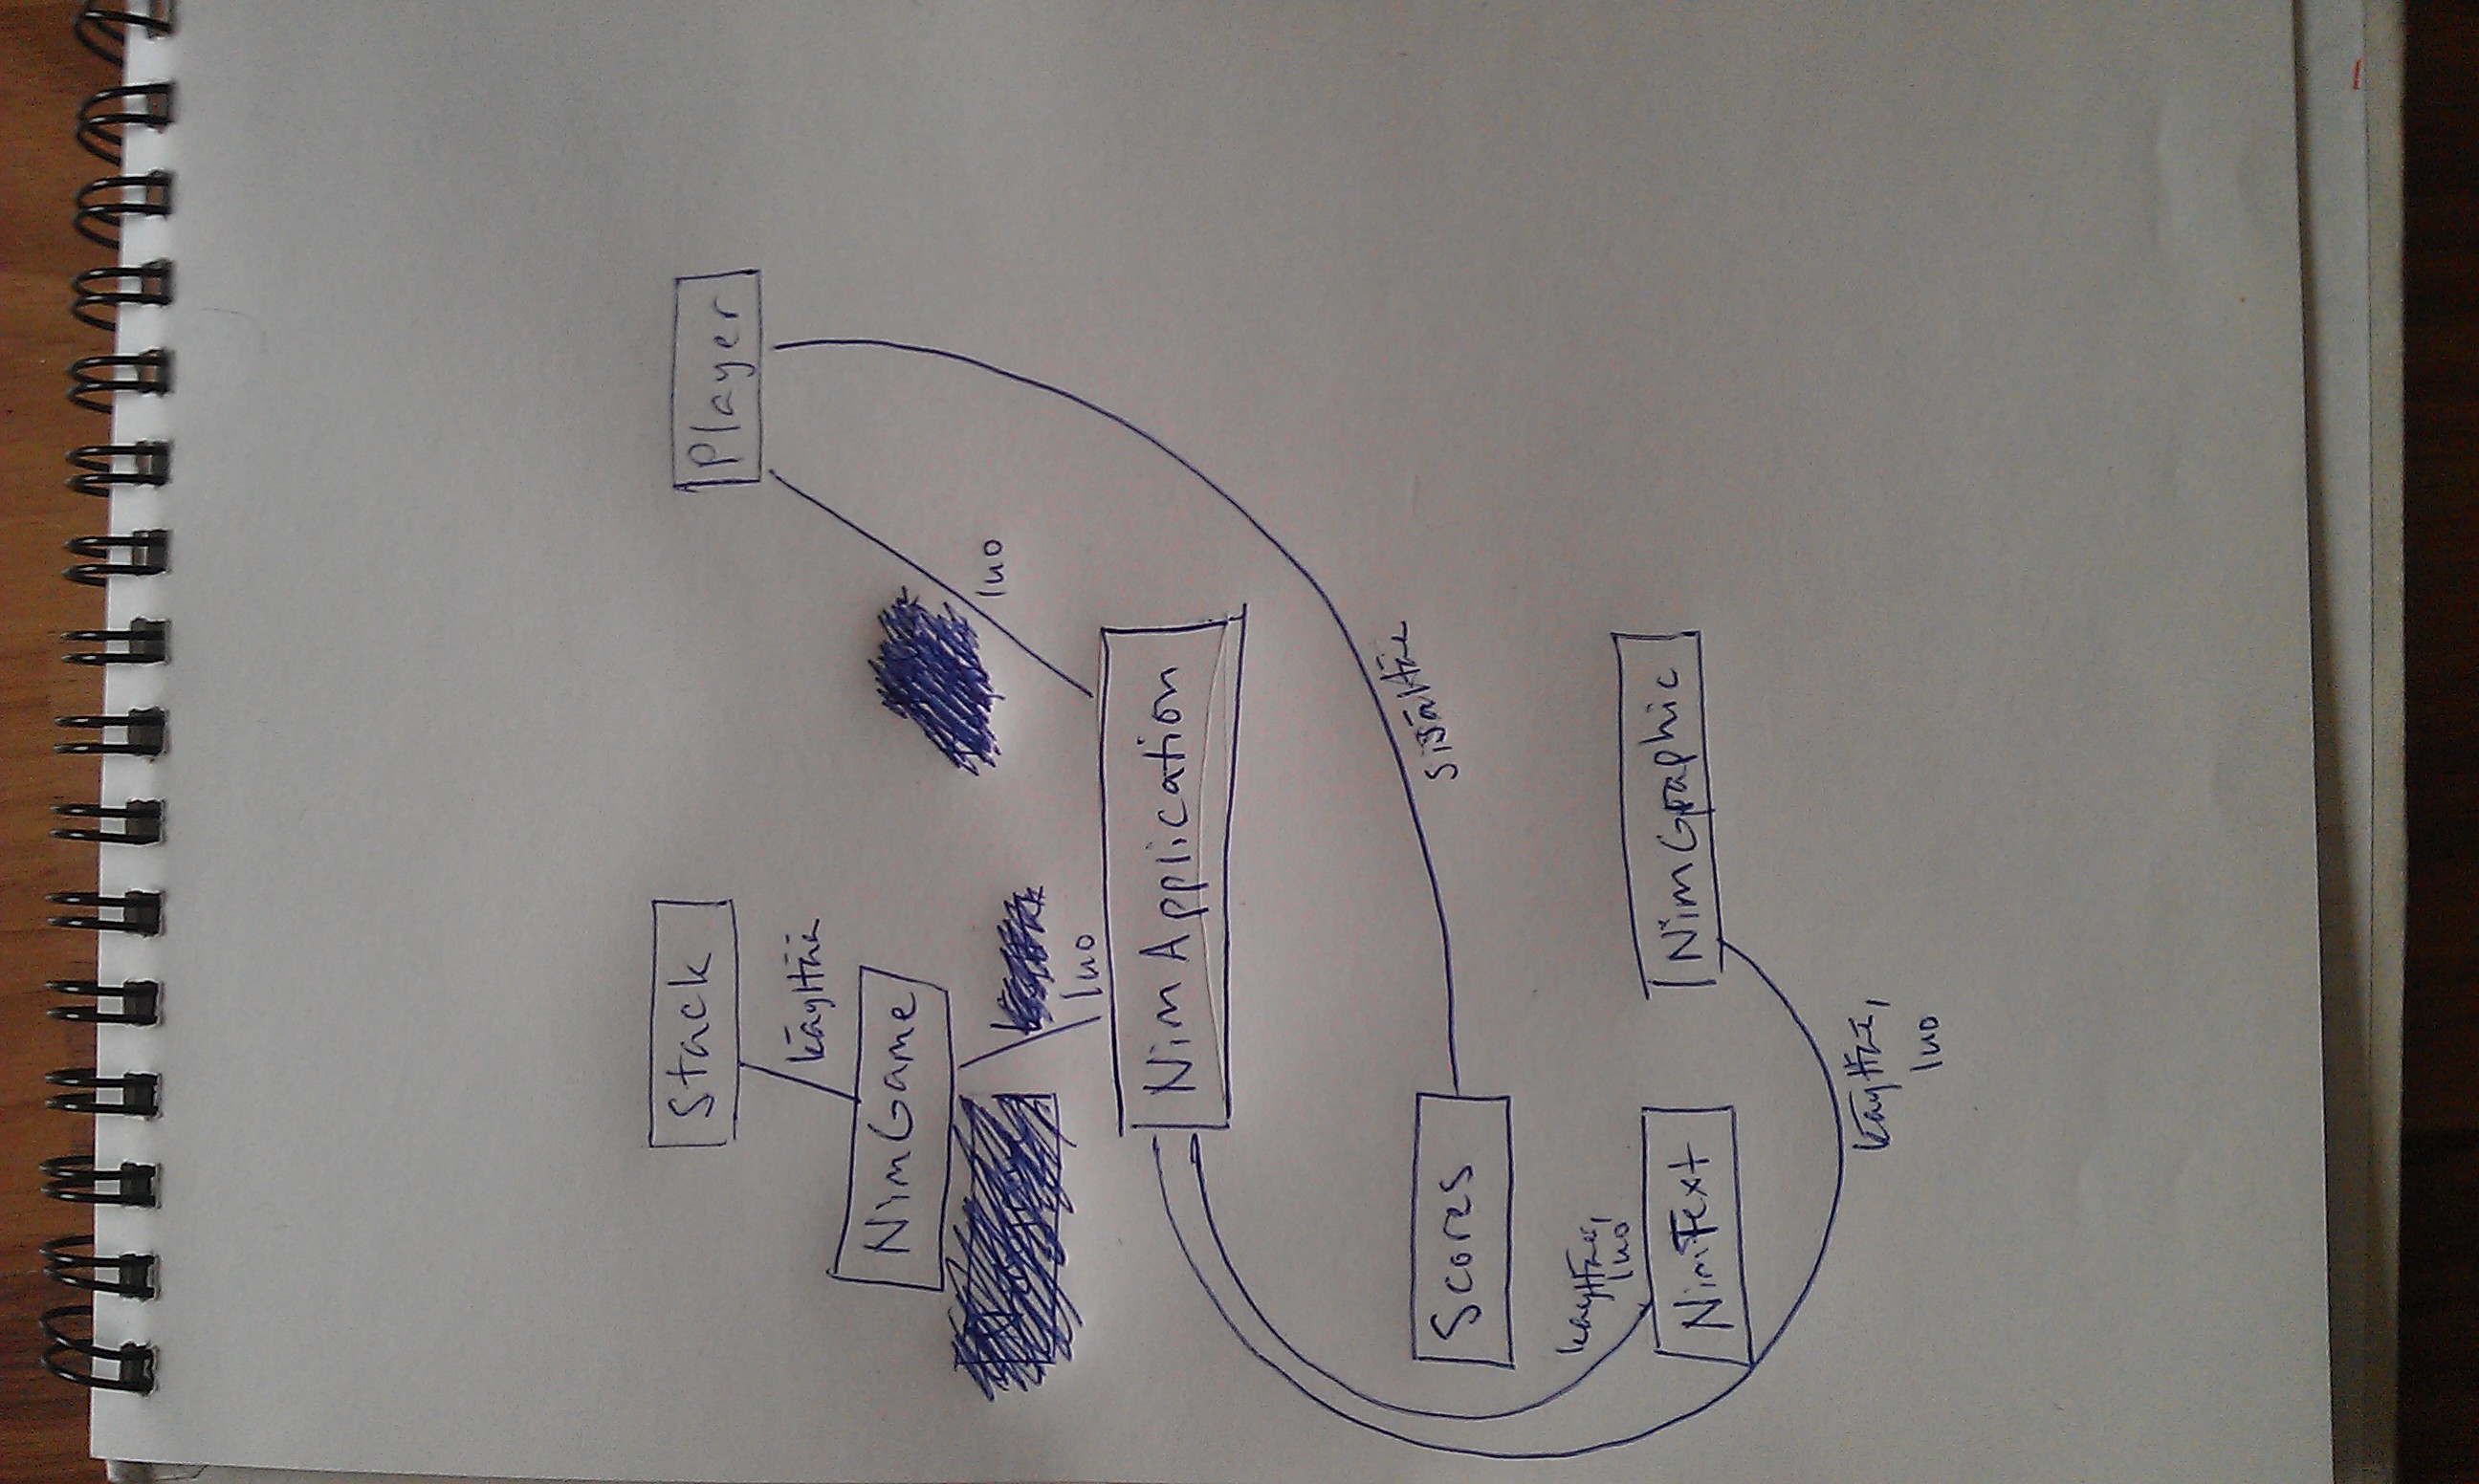 Stack
Player
käyttää
NimGame
luo
luo
NimApplication
sisältää
Scores
käyttää,
luo
NimText
NimGraphic
käyttää,
luo